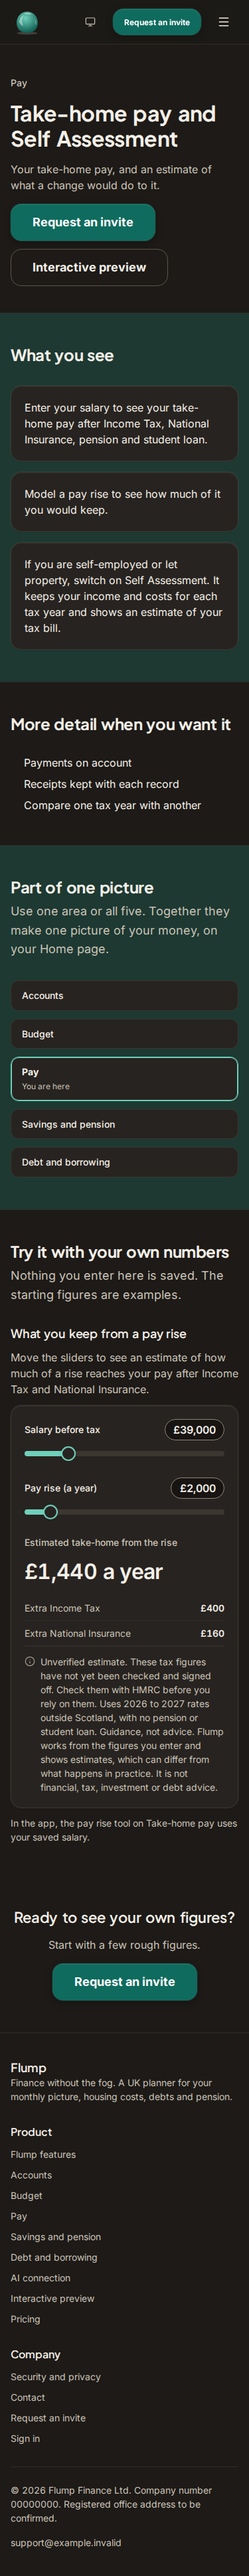 Request an invite
Pay
Take-home pay and
Self Assessment
Your take-home pay, and an estimate of
what a change would do to it.
Request an invite
Interactive preview
What you see
Enter your salary to see your take-
home pay after Income Tax, National
Insurance, pension and student loan.
Model a pay rise to see how much of it
you would keep.
If you are self-employed or let
property, switch on Self Assessment. It
keeps your income and costs for each
tax year and shows an estimate of your
tax bill.
More detail when you want it
Payments on account
Receipts kept with each record
Compare one tax year with another
Part of one picture
Use one area or all five. Together they
make one picture of your money, on
your Home page.
Accounts
Budget
Pay
You are here
Savings and pension
Debt and borrowing
Try it with your own numbers
Nothing you enter here is saved. The
starting figures are examples.
What you keep from a pay rise
Move the sliders to see an estimate of how
much of a rise reaches your pay after Income
Tax and National Insurance.
Salary before tax £39,000
Pay rise (a year) £2,000
Estimated take-home from the rise
£1,440 a year
Extra Income Tax £400
Extra National Insurance £160
Unverified estimate. These tax figures
have not yet been checked and signed
off. Check them with HMRC before you
rely on them. Uses 2026 to 2027 rates
outside Scotland, with no pension or
student loan. Guidance, not advice. Flump
works from the figures you enter and
shows estimates, which can differ from
what happens in practice. It is not
financial, tax, investment or debt advice.
In the app, the pay rise tool on Take-home pay uses
your saved salary.
Ready to see your own figures?
Start with a few rough figures.
Request an invite
Flump
Finance without the fog. A UK planner for your
monthly picture, housing costs, debts and pension.
Product
Flump features
Accounts
Budget
Pay
Savings and pension
Debt and borrowing
AI connection
Interactive preview
Pricing
Company
Security and privacy
Contact
Request an invite
Sign in
© 2026 Flump Finance Ltd. Company number
00000000. Registered office address to be
confirmed.
support@example.invalid